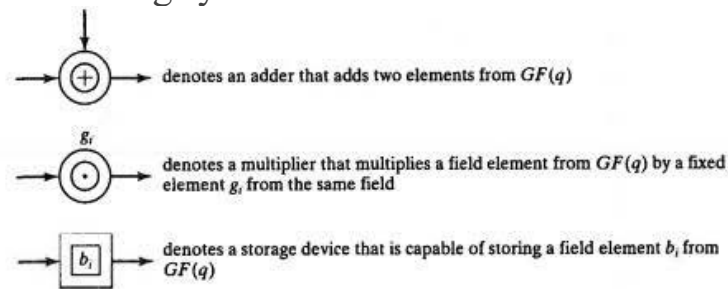 denotes an adder that adds two elements from GF(q)
g_i
denotes a multiplier that multiplies a field element from GF(q) by a fixed
element g_i from the same field
b_i
denotes a storage device that is capable of storing a field element b_i from
GF(q)